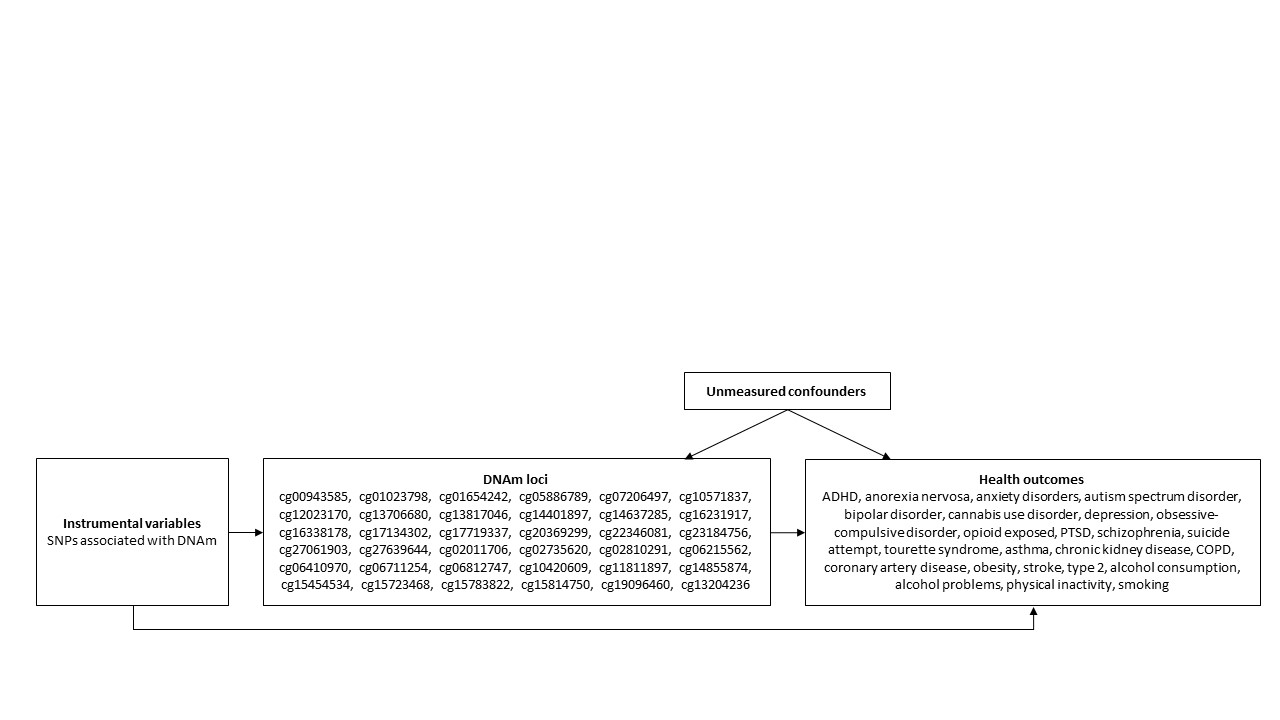 Unmeasured confounders
Instrumental variables
SNPs associated with DNAm
DNAm loci
cg00943585, cg01023798, cg01654242, cg05886789, cg07206497, cg10571837,
cg12023170, cg13706680, cg13817046, cg14401897, cg14637285, cg16231917,
cg16338178, cg17134302, cg17719337, cg20369299, cg22346081, cg23184756,
cg27061903, cg27639644, cg02011706, cg02735620, cg02810291, cg06215562,
cg06410970, cg06711254, cg06812747, cg10420609, cg11811897, cg14855874,
cg15454534, cg15723468, cg15783822, cg15814750, cg19096460, cg13204236
Health outcomes
ADHD, anorexia nervosa, anxiety disorders, autism spectrum disorder,
bipolar disorder, cannabis use disorder, depression, obsessive-
compulsive disorder, opioid exposed, PTSD, schizophrenia, suicide
attempt, tourette syndrome, asthma, chronic kidney disease, COPD,
coronary artery disease, obesity, stroke, type 2, alcohol consumption,
alcohol problems, physical inactivity, smoking